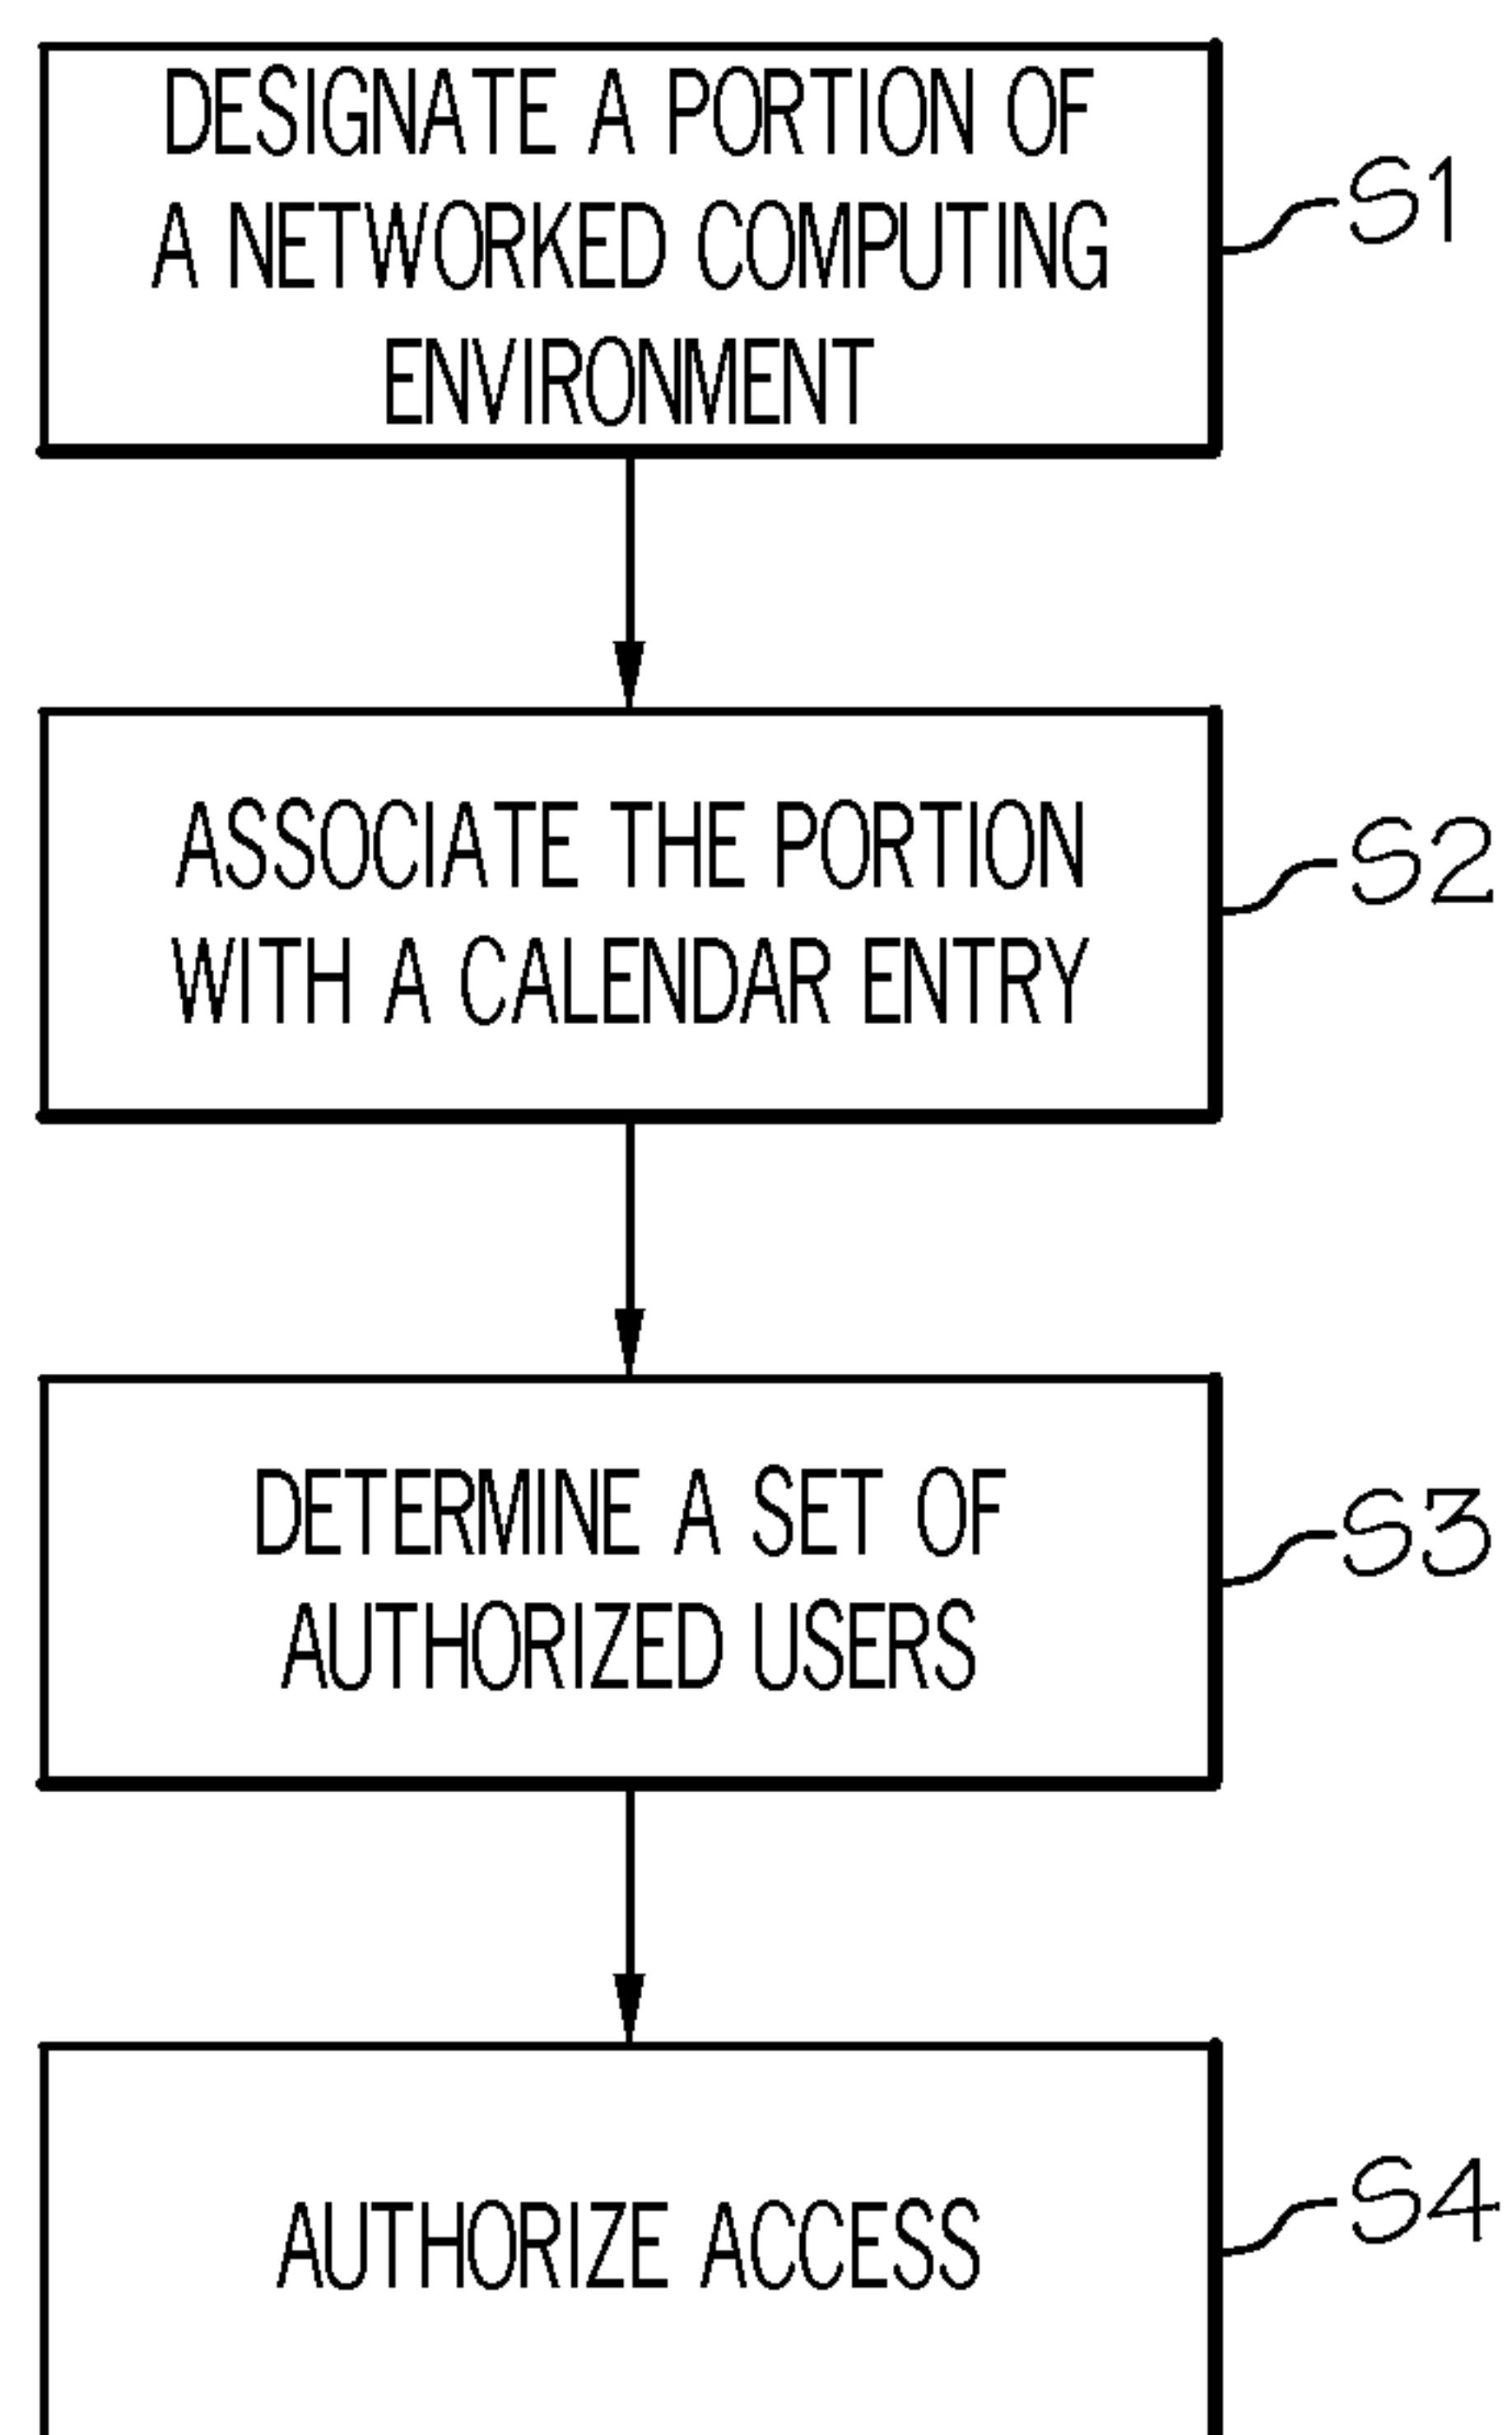 DESIGNATE A PORTION OF
A NETWORKED COMPUTING
ENVIRONMENT
S1
ASSOCIATE THE PORTION
WITH A CALENDAR ENTRY
S2
DETERMINE A SET OF
AUTHORIZED USERS
S3
AUTHORIZE ACCESS
S4